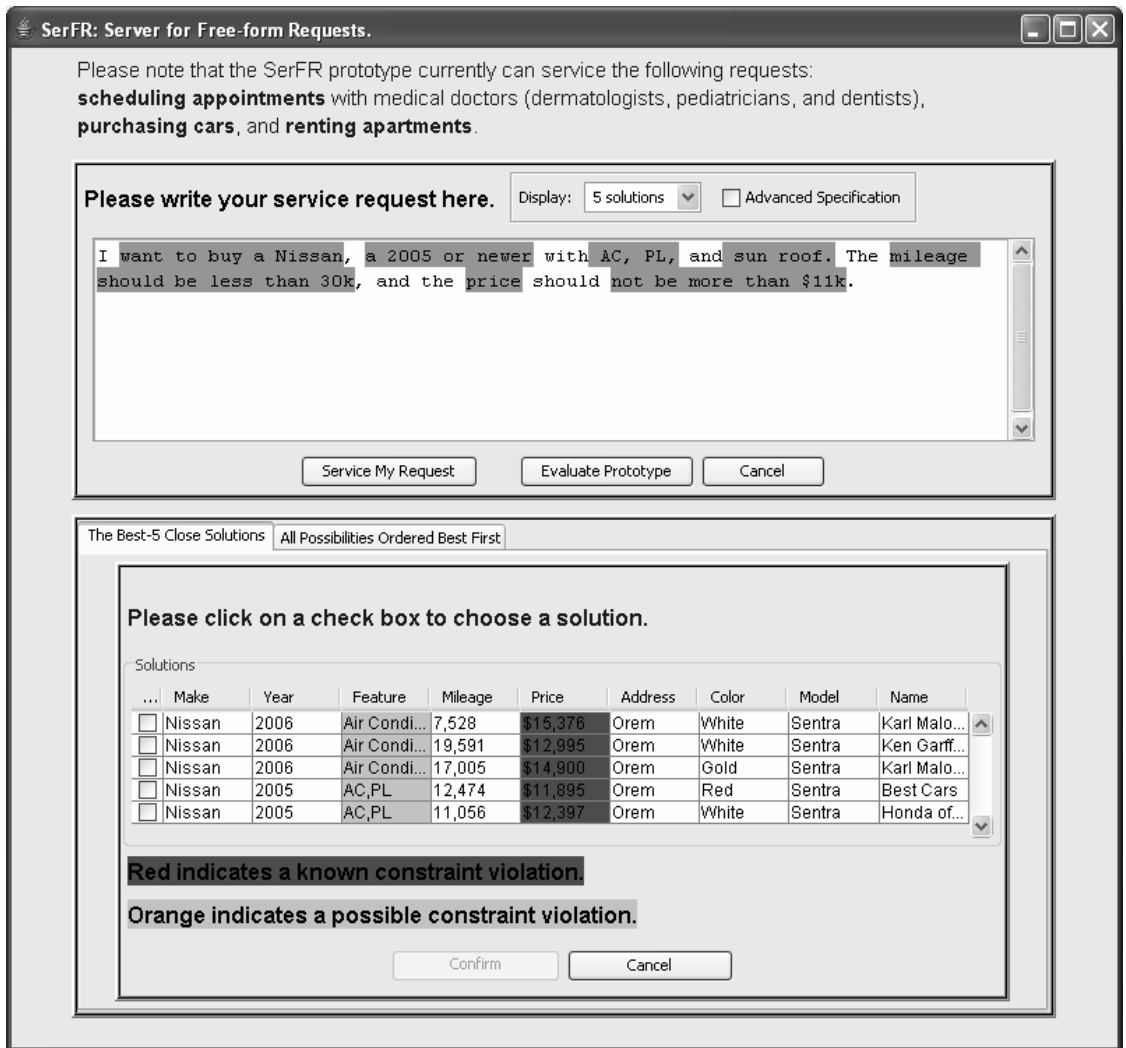 SerFR: Server for Free-form Requests.
Please note that the SerFR prototype currently can service the following requests:
scheduling appointments with medical doctors (dermatologists, pediatricians, and dentists),
purchasing cars, and renting apartments.
Please write your service request here. Display: 5 solutions Advanced Specification
I want to buy a Nissan, a 2005 or newer with AC, PL, and sun roof. The mileage
should be less than 30k, and the price should not be more than $11k.
Service My Request Evaluate Prototype Cancel
The Best-5 Close Solutions All Possibilities Ordered Best First
Please click on a check box to choose a solution.
Solutions
... Make Year Feature Mileage Price Address Color Model Name
Nissan 2006 Air Condi... 7,528 $15,376 Orem White Sentra Karl Malo...
Nissan 2006 Air Condi... 19,591 $12,995 Orem White Sentra Ken Garff...
Nissan 2006 Air Condi... 17,005 $14,900 Orem Gold Sentra Karl Malo...
Nissan 2005 AC,PL 12,474 $11,895 Orem Red Sentra Best Cars
Nissan 2005 AC,PL 11,056 $12,397 Orem White Sentra Honda of...
Red indicates a known constraint violation.
Orange indicates a possible constraint violation.
Confirm Cancel